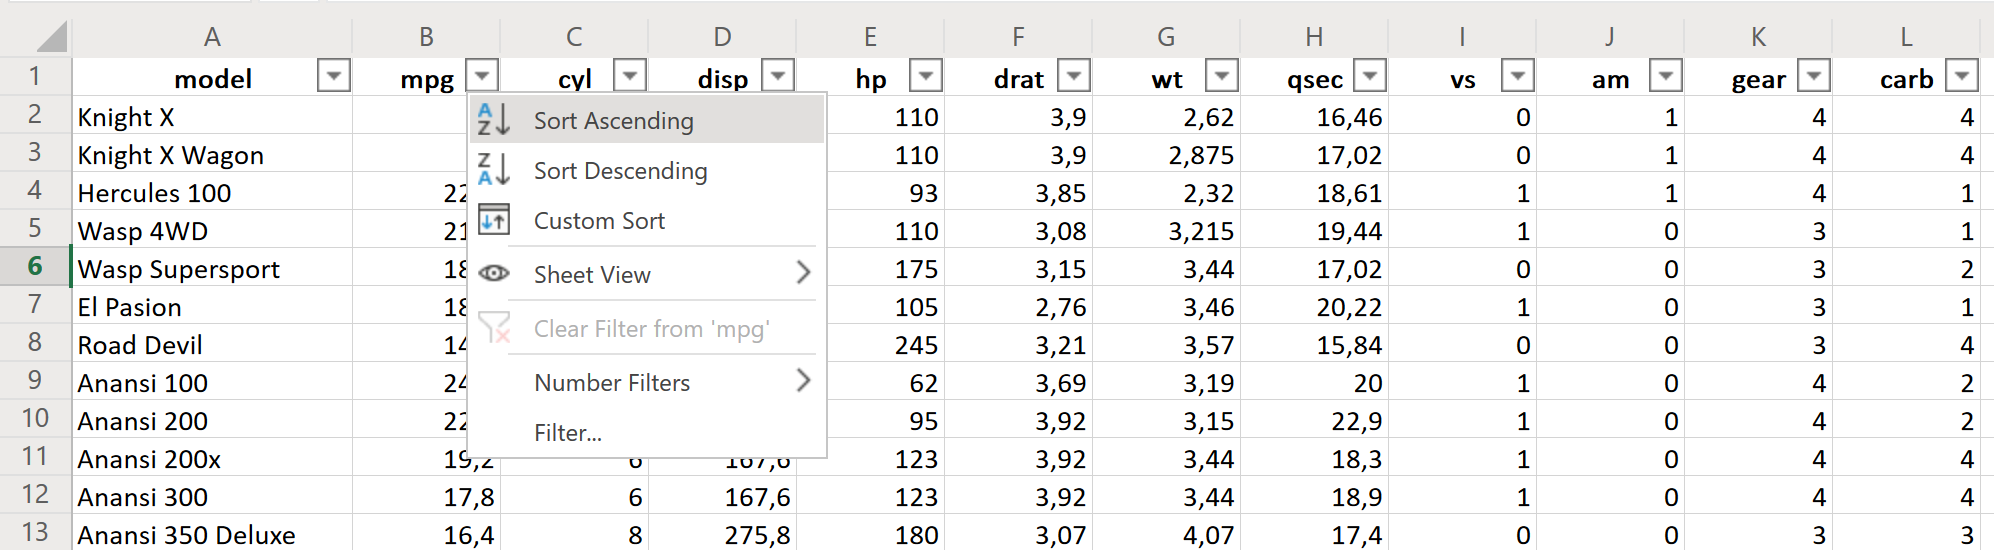 A B C D E F G H I J K L
1 model mpg cyl disp hp drat wt qsec vs am gear carb
2 Knight X 110 3,9 2,62 16,46 0 1 4 4
Sort Ascending
3 Knight X Wagon 110 3,9 2,875 17,02 0 1 4 4
Sort Descending
4 Hercules 100 93 3,85 2,32 18,61 1 1 4 1
Custom Sort
5 Wasp 4WD 110 3,08 3,215 19,44 1 0 3 1
6 Wasp Supersport 175 3,15 3,44 17,02 0 0 3 2
Sheet View
7 El Pasion 105 2,76 3,46 20,22 1 0 3 1
Clear Filter from 'mpg'
8 Road Devil 245 3,21 3,57 15,84 0 0 3 4
9 Anansi 100 62 3,69 3,19 20 1 0 4 2
Number Filters
10 Anansi 200 95 3,92 3,15 22,9 1 0 4 2
Filter...
11 Anansi 200x 19,2 6 167,6 123 3,92 3,44 18,3 1 0 4 4
12 Anansi 300 17,8 6 167,6 123 3,92 3,44 18,9 1 0 4 4
13 Anansi 350 Deluxe 16,4 8 275,8 180 3,07 4,07 17,4 0 0 3 3